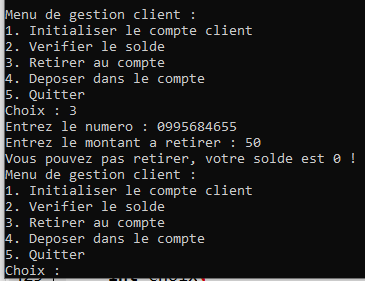 Menu de gestion client :
1. Initialiser le compte client
2. Verifier le solde
3. Retirer au compte
4. Deposer dans le compte
5. Quitter
Choix : 3
Entrez le numero : 0995684655
Entrez le montant a retirer : 50
Vous pouvez pas retirer, votre solde est 0 !
Menu de gestion client :
1. Initialiser le compte client
2. Verifier le solde
3. Retirer au compte
4. Deposer dans le compte
5. Quitter
Choix :